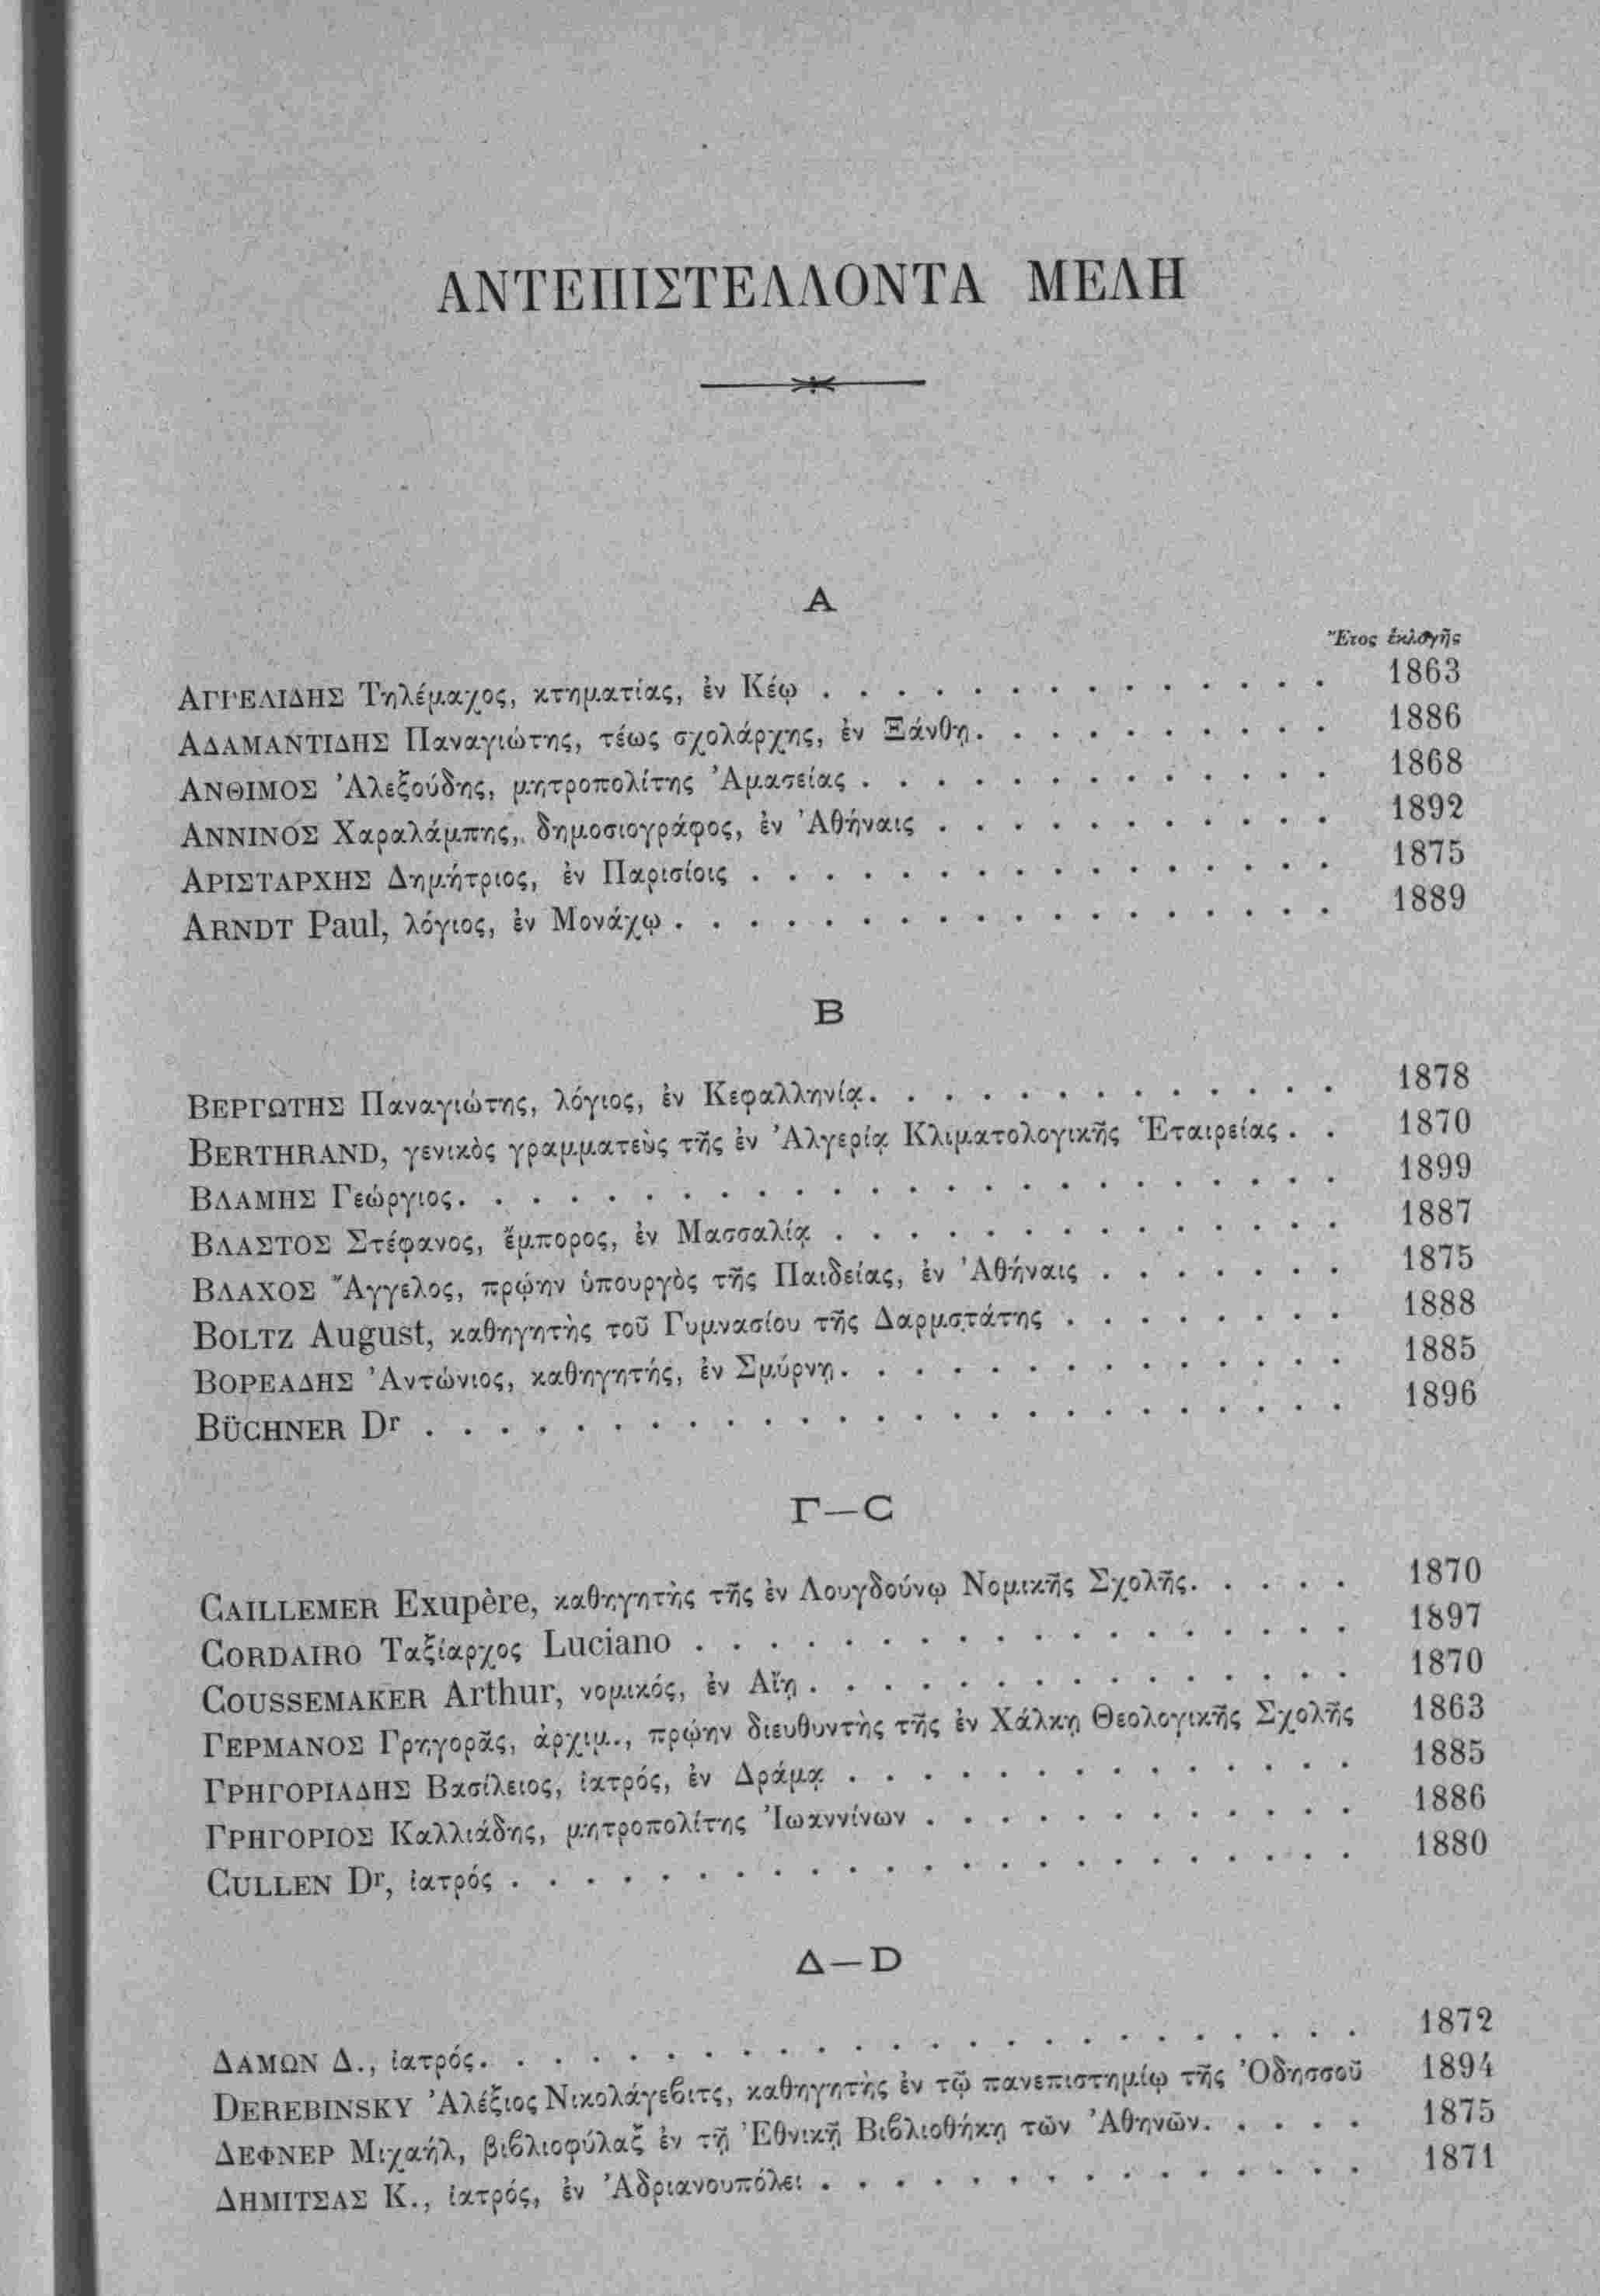 ΑΝΤΕΠΙΣΤΕΛΛΟΝΤΑ ΜΕΛΗ
Α
Ἔτος ἐκλογῆς
ΑΓΓΕΛΙΔΗΣ Τηλέμαχος, κτηματίας, ἐν Κέῳ . . . . . . . . . . . . . . 1863
ΑΔΑΜΑΝΤΙΔΗΣ Παναγιώτης, τέως σχολάρχης, ἐν Ξάνθῃ. . . . . . . . . . 1886
ΑΝΘΙΜΟΣ Ἀλεξούδης, μητροπολίτης Ἀμασείας . . . . . . . . . . . . . 1868
ΑΝΝΙΝΟΣ Χαραλάμπης, δημοσιογράφος, ἐν Ἀθήναις . . . . . . . . . . . 1892
ΑΡΙΣΤΑΡΧΗΣ Δημήτριος, ἐν Παρισίοις . . . . . . . . . . . . . . . . 1875
ARNDT Paul, λόγιος, ἐν Μονάχῳ . . . . . . . . . . . . . . . . . . 1889
Β
ΒΕΡΓΩΤΗΣ Παναγιώτης, λόγιος, ἐν Κεφαλληνίᾳ. . . . . . . . . . . . . 1878
BERTHRAND, γενικὸς γραμματεὺς τῆς ἐν Ἀλγερίᾳ Κλιματολογικῆς Ἑταιρείας . . 1870
ΒΛΑΜΗΣ Γεώργιος. . . . . . . . . . . . . . . . . . . . . . . . 1899
ΒΛΑΣΤΟΣ Στέφανος, ἔμπορος, ἐν Μασσαλίᾳ . . . . . . . . . . . . . . 1887
ΒΛΑΧΟΣ Ἄγγελος, πρῴην ὑπουργὸς τῆς Παιδείας, ἐν Ἀθήναις . . . . . . . 1875
BOLTZ August, καθηγητὴς τοῦ Γυμνασίου τῆς Δαρμστάτης . . . . . . . . 1888
ΒΟΡΕΑΔΗΣ Ἀντώνιος, καθηγητής, ἐν Σμύρνῃ. . . . . . . . . . . . . . 1885
BÜCHNER Dr . . . . . . . . . . . . . . . . . . . . . . . . . 1896
Γ—C
CAILLEMER Exupère, καθηγητὴς τῆς ἐν Λουγδούνῳ Νομικῆς Σχολῆς. . . . . 1870
CORDAIRO Ταξίαρχος Luciano . . . . . . . . . . . . . . . . . . 1897
COUSSEMAKER Arthur, νομικός, ἐν Αἵῃ . . . . . . . . . . . . . . . 1870
ΓΕΡΜΑΝΟΣ Γρηγορᾶς, ἀρχιμ., πρῴην διευθυντὴς τῆς ἐν Χάλκῃ Θεολογικῆς Σχολῆς 1863
ΓΡΗΓΟΡΙΑΔΗΣ Βασίλειος, ἰατρός, ἐν Δράμᾳ . . . . . . . . . . . . . . 1885
ΓΡΗΓΟΡΙΟΣ Καλλιάδης, μητροπολίτης Ἰωαννίνων . . . . . . . . . . . . 1886
CULLEN Dr, ἰατρός . . . . . . . . . . . . . . . . . . . . . . . 1880
Δ—D
ΔΑΜΩΝ Δ., ἰατρός. . . . . . . . . . . . . . . . . . . . . . . . 1872
DEREBINSKY Ἀλέξιος Νικολάγεβιτς, καθηγητὴς ἐν τῷ πανεπιστημίῳ τῆς Ὀδησσοῦ 1894
ΔΕΦΝΕΡ Μιχαήλ, βιβλιοφύλαξ ἐν τῇ Ἐθνικῇ Βιβλιοθήκῃ τῶν Ἀθηνῶν. . . . . 1875
ΔΗΜΙΤΣΑΣ Κ., ἰατρός, ἐν Ἀδριανουπόλει . . . . . . . . . . . . . . . 1871